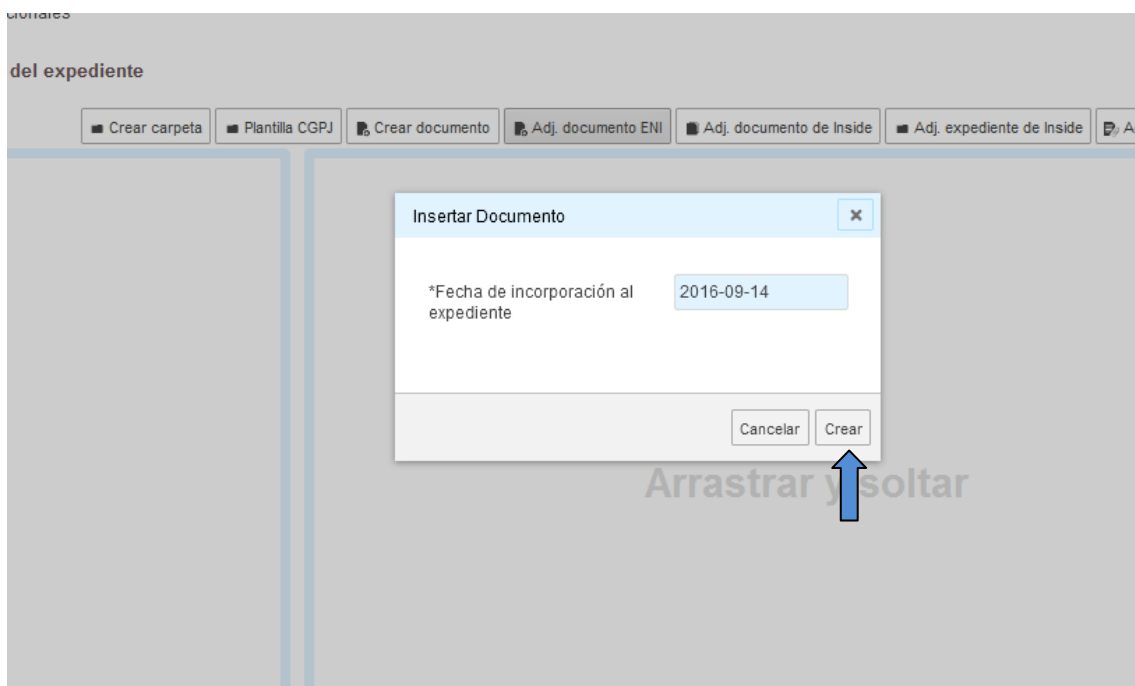 del expediente
Crear carpeta Plantilla CGPJ Crear documento Adj. documento ENI Adj. documento de Inside Adj. expediente de Inside
Insertar Documento
*Fecha de incorporación al 2016-09-14
expediente
Cancelar Crear
Arrastrar y soltar